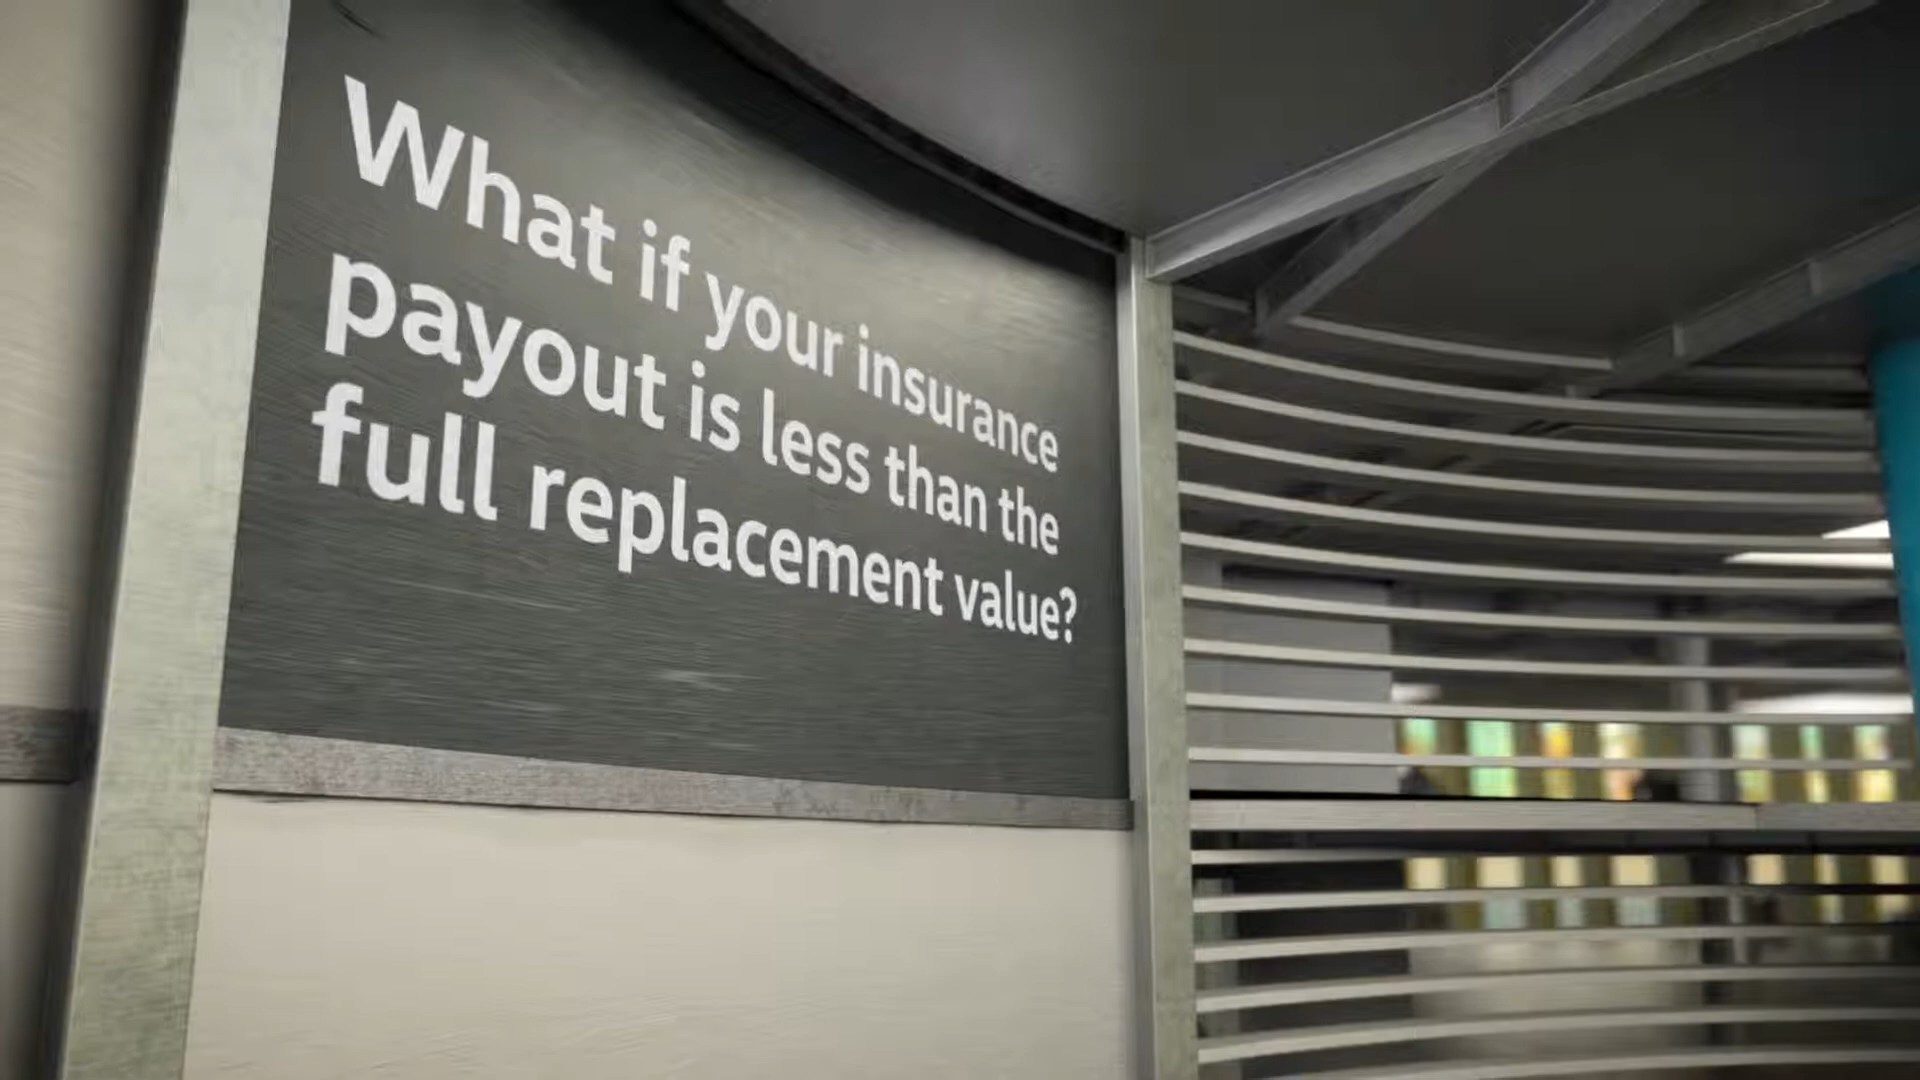 What if your insurance
payout is less than the
full replacement value?